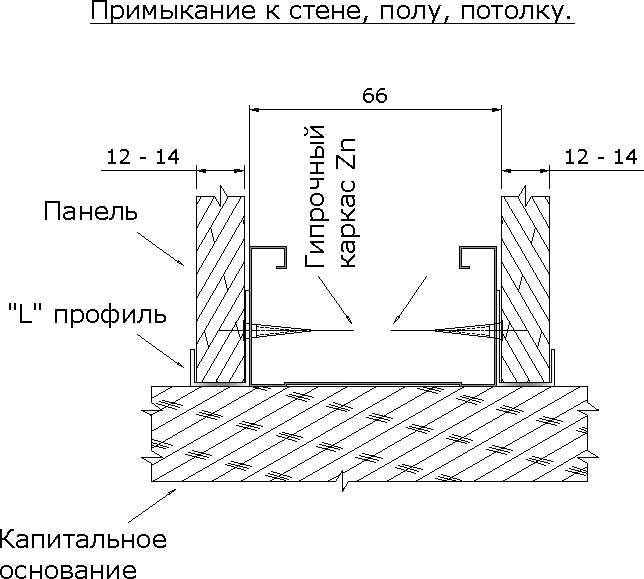 Примыкание к стене, полу, потолку.
66
12 - 14
12 - 14
Гипрочный
каркас Zn
Панель
"L" профиль
Капитальное
основание